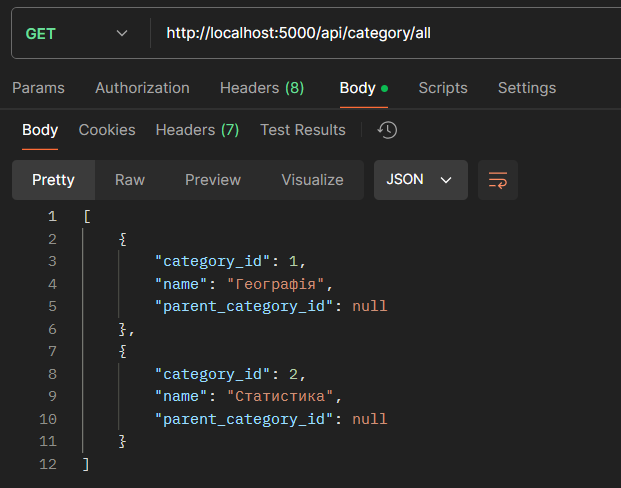 GET http://localhost:5000/api/category/all
Params Authorization Headers (8) Body Scripts Settings
Body Cookies Headers (7) Test Results
Pretty Raw Preview Visualize JSON
1 [
2 {
3 "category_id": 1,
4 "name": "Географія",
5 "parent_category_id": null
6 },
7 {
8 "category_id": 2,
9 "name": "Статистика",
10 "parent_category_id": null
11 }
12 ]